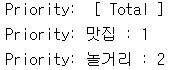 Priority: [ Total ]
Priority: 맛집 : 1
Priority: 놀거리 : 2